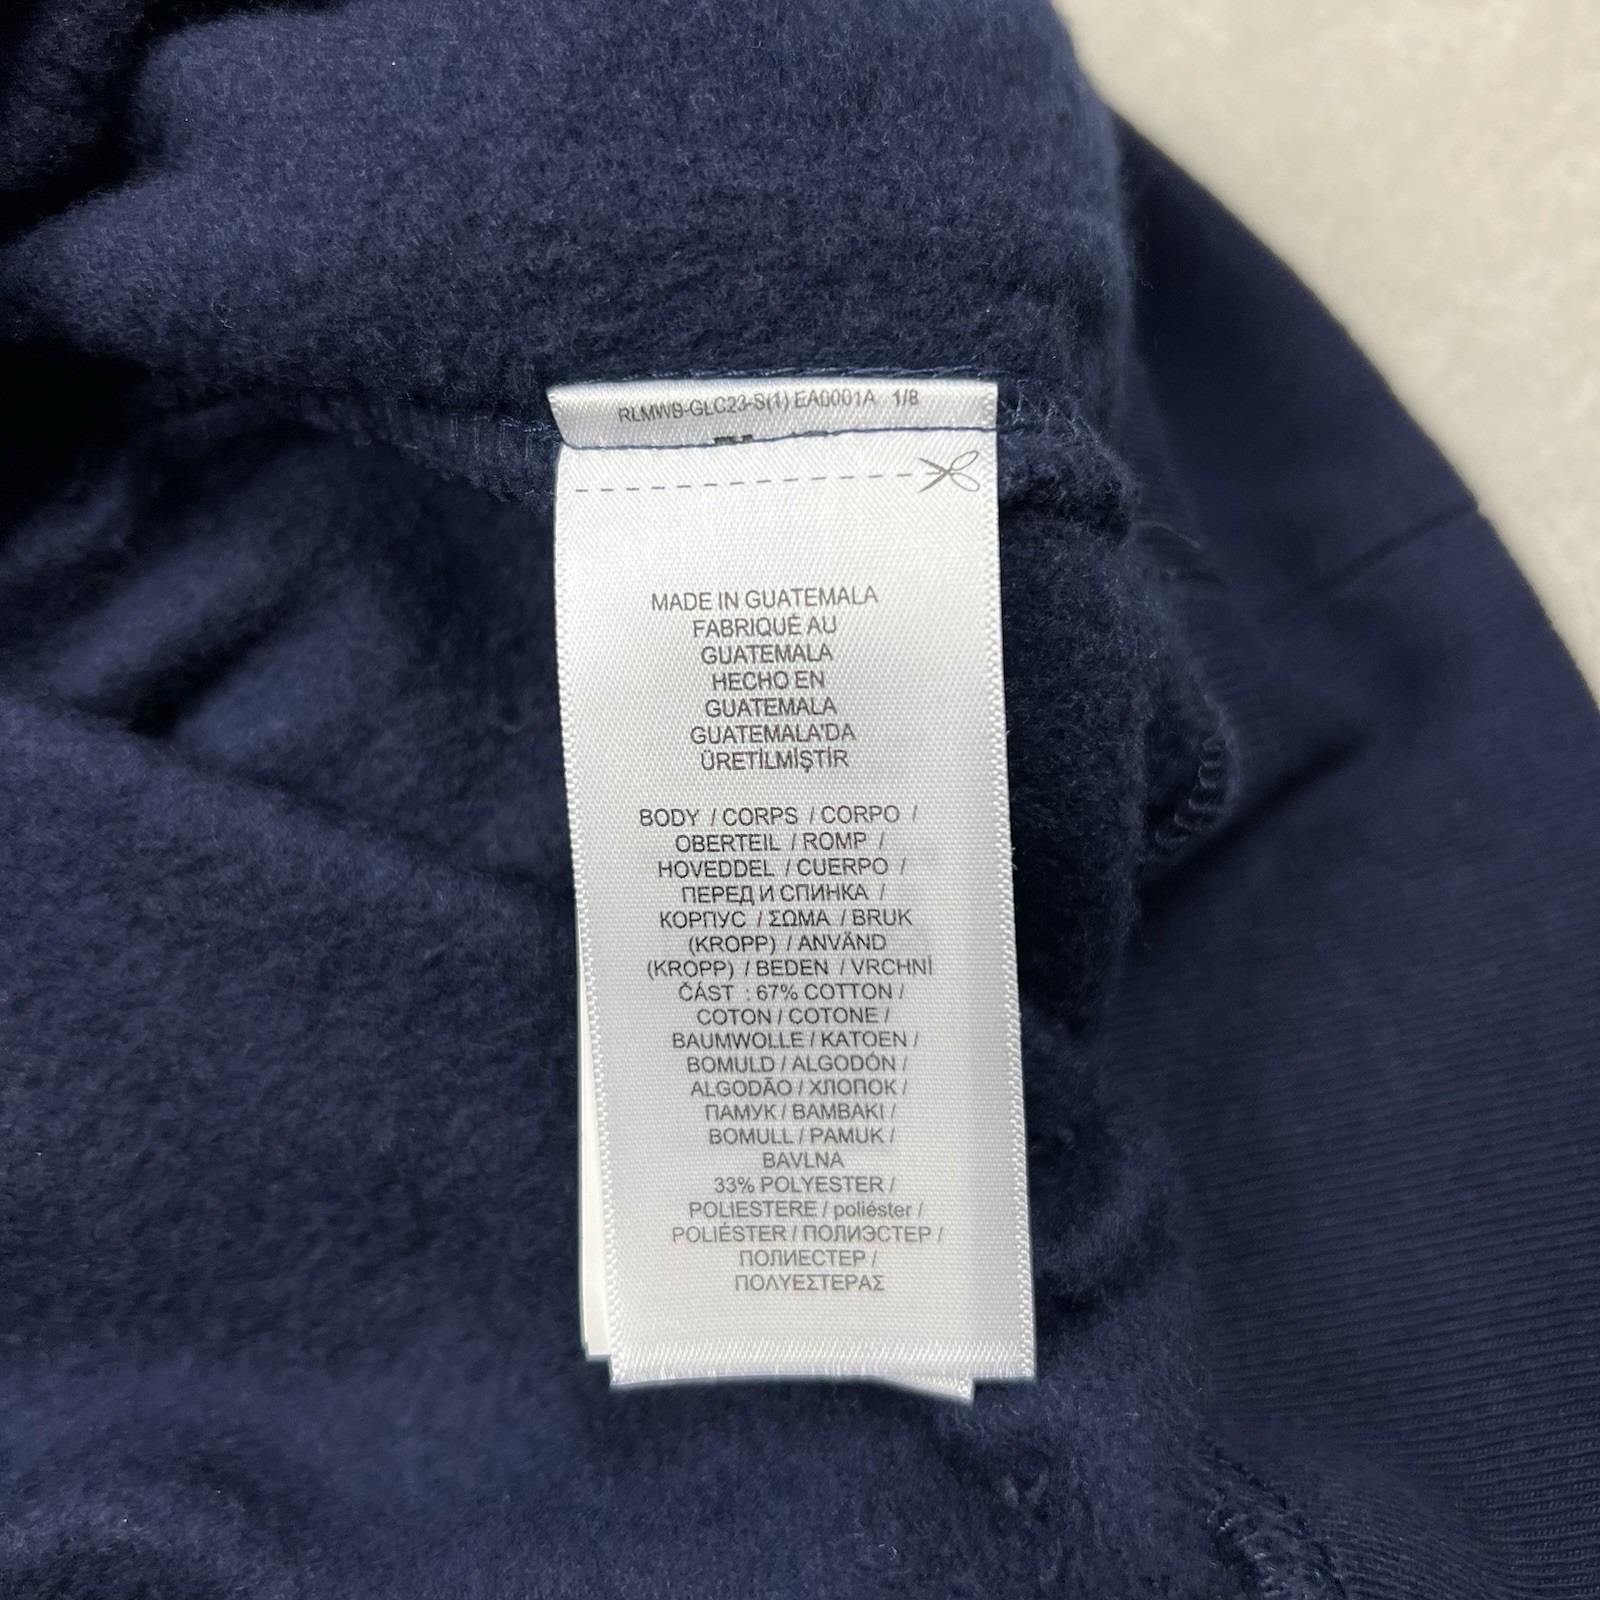 RLMWB-GLC23-S(1) EA0001A 1/8
MADE IN GUATEMALA
FABRIQUÉ AU
GUATEMALA
HECHO EN
GUATEMALA
GUATEMALA'DA
ÜRETİLMİŞTİR
BODY / CORPS / CORPO /
OBERTEIL / ROMP /
HOVEDDEL / CUERPO /
ПЕРЕД И СПИНКА /
КОРПУС / ΣΩΜΑ / BRUK
(KROPP) / ANVÄND
(KROPP) / BEDEN / VRCHNÍ
ČÁST : 67% COTTON /
COTON / COTONE /
BAUMWOLLE / KATOEN /
BOMULD / ALGODÓN /
ALGODÃO / ХЛОПОК /
ПАМУК / ΒΑΜΒΑΚΙ /
BOMULL / PAMUK /
BAVLNA
33% POLYESTER /
POLIESTERE / poliéster /
POLIÉSTER / ПОЛИЭСТЕР /
ПОЛИЕСТЕР /
ΠΟΛΥΕΣΤΕΡΑΣ